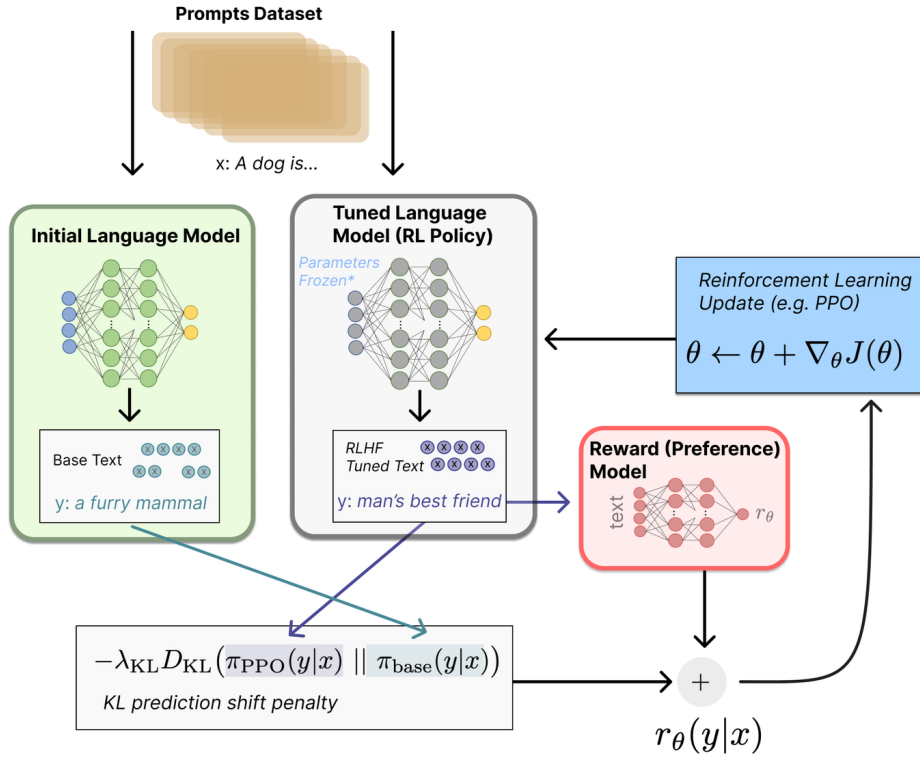 Prompts Dataset
x: A dog is...
Initial Language Model
Base Text
x x x x
x x x x
y: a furry mammal
Tuned Language
Model (RL Policy)
Parameters
Frozen*
RLHF
Tuned Text
x x x x
x x x x
y: man's best friend
Reinforcement Learning
Update (e.g. PPO)
θ ← θ + ∇θJ(θ)
Reward (Preference)
Model
text
rθ
−λKL DKL(πPPO(y|x) || πbase(y|x))
KL prediction shift penalty
+
rθ(y|x)